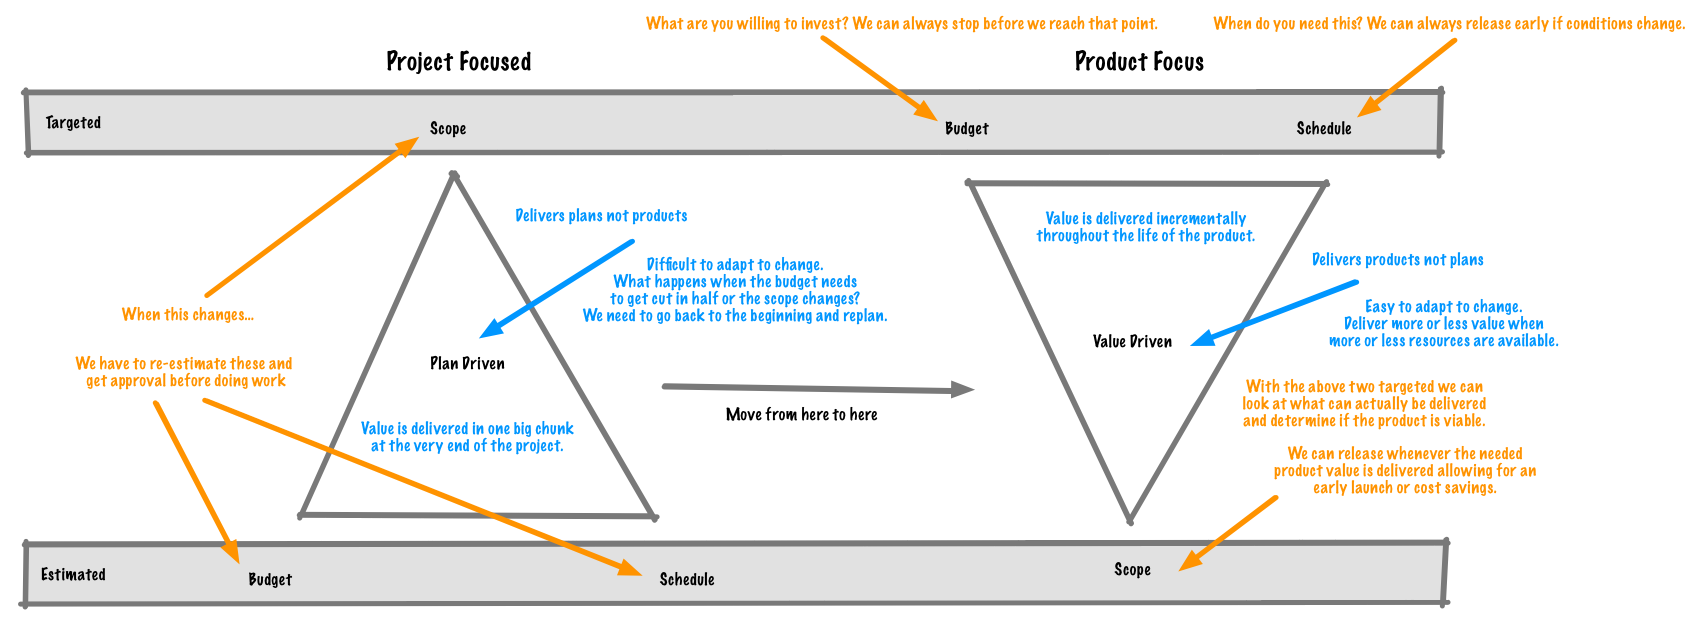 What are you willing to invest? We can always stop before we reach that point.
When do you need this? We can always release early if conditions change.
Project Focused
Product Focus
Targeted
Scope
Budget
Schedule
Delivers plans not products
Difficult to adapt to change.
What happens when the budget needs
to get cut in half or the scope changes?
We need to go back to the beginning and replan.
When this changes...
We have to re-estimate these and
get approval before doing work
Plan Driven
Value is delivered in one big chunk
at the very end of the project.
Move from here to here
Value is delivered incrementally
throughout the life of the product.
Delivers products not plans
Easy to adapt to change.
Deliver more or less value when
more or less resources are available.
Value Driven
With the above two targeted we can
look at what can actually be delivered
and determine if the product is viable.
We can release whenever the needed
product value is delivered allowing for an
early launch or cost savings.
Estimated
Budget
Schedule
Scope